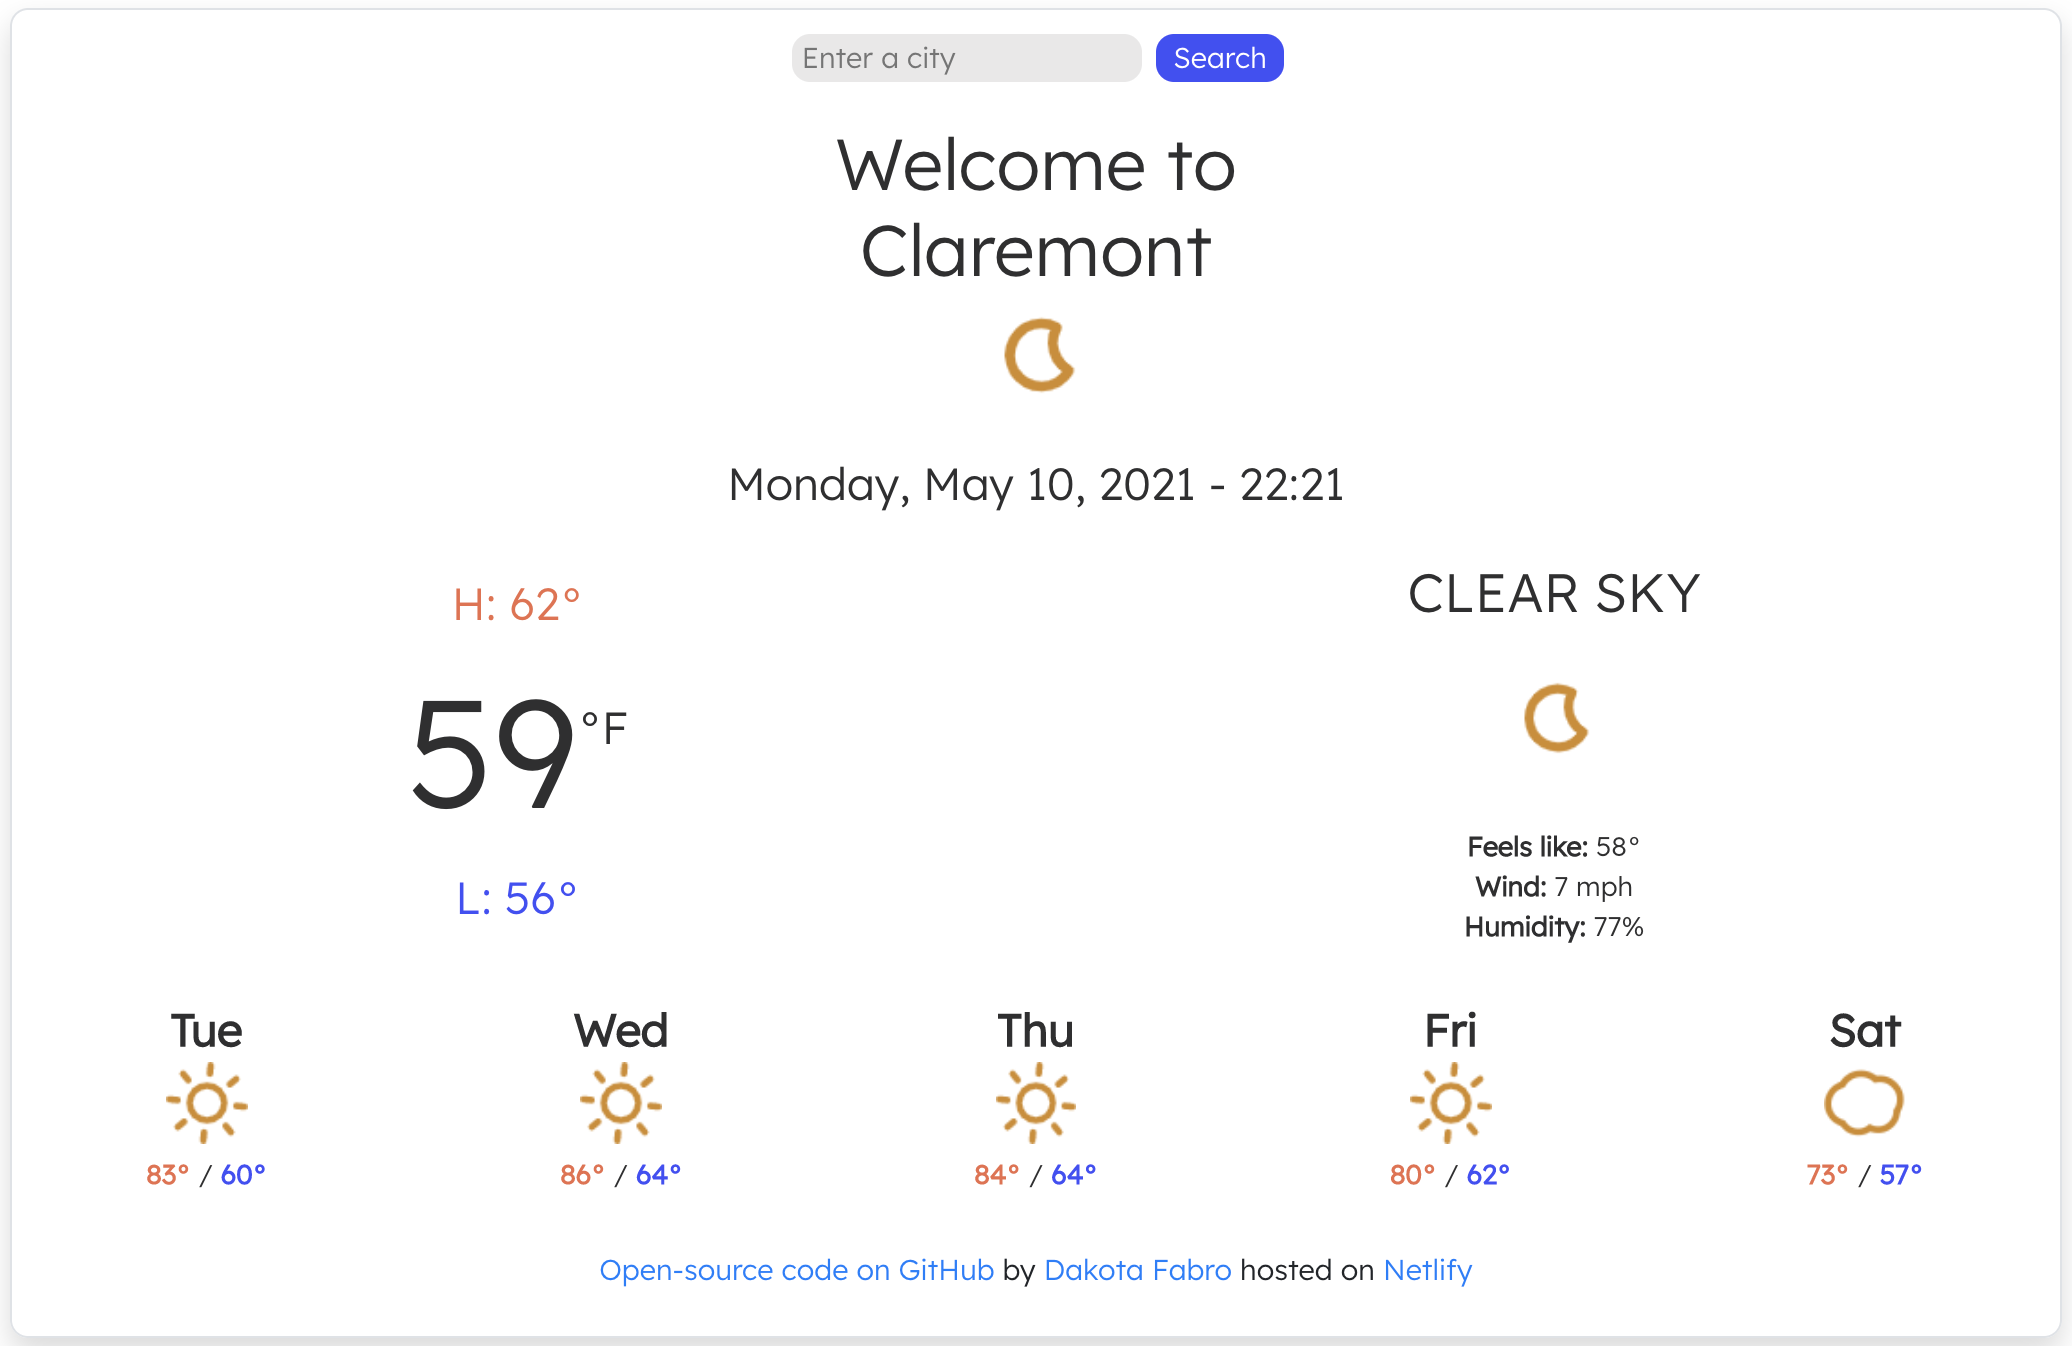 Enter a city Search
Welcome to
Claremont
Monday, May 10, 2021 - 22:21
H: 62°
59°F
L: 56°
CLEAR SKY
Feels like: 58°
Wind: 7 mph
Humidity: 77%
Tue Wed Thu Fri Sat
83° / 60° 86° / 64° 84° / 64° 80° / 62° 73° / 57°
Open-source code on GitHub by Dakota Fabro hosted on Netlify